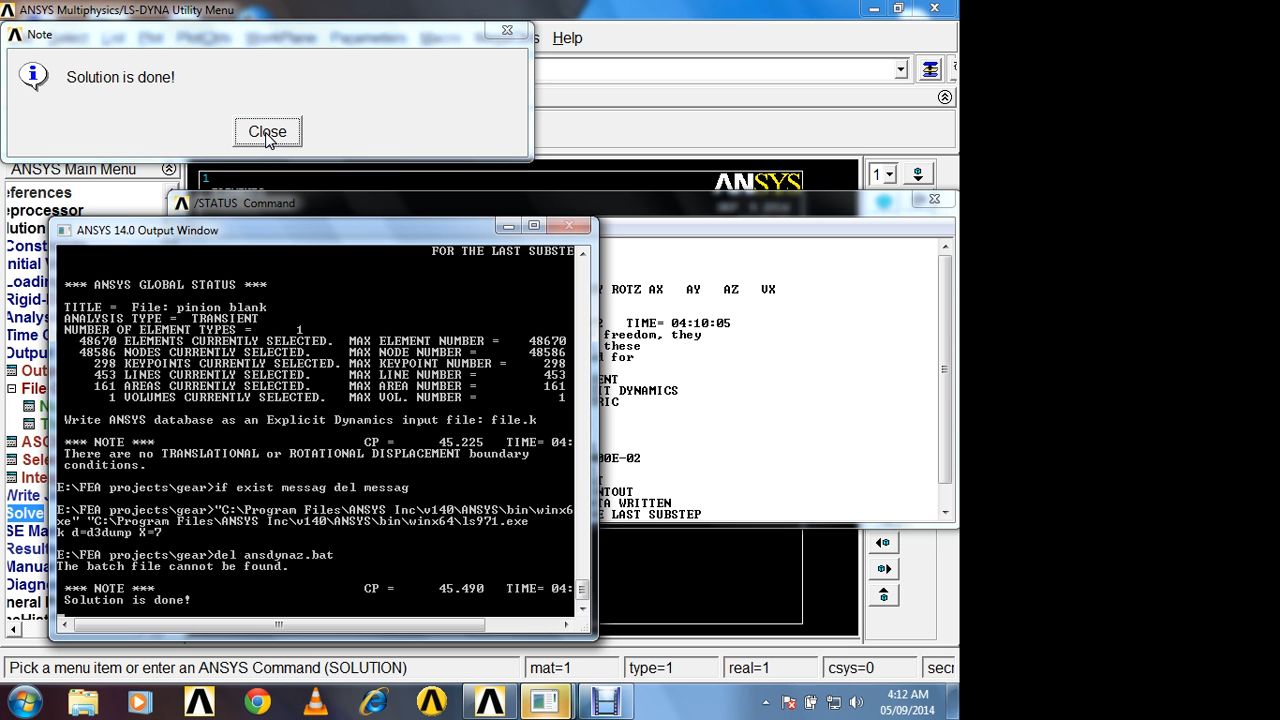 ANSYS Multiphysics/LS-DYNA Utility Menu
Note
Help
Solution is done!
Close
ANSYS Main Menu
1
ANSYS
1
eferences
eprocessor
lution
Const
nitial V
Loadin
Rigid-
Analys
Time C
Outpu
Out
File
N
T
ASC
Sele
Inte
Write J
Solve
SE Ma
Result
Manua
Diagn
neral
/STATUS Command
ANSYS 14.0 Output Window
FOR THE LAST SUBSTE
*** ANSYS GLOBAL STATUS ***
TITLE = File: pinion blank
ANALYSIS TYPE = TRANSIENT
NUMBER OF ELEMENT TYPES = 1
48670 ELEMENTS CURRENTLY SELECTED. MAX ELEMENT NUMBER = 48670
48586 NODES CURRENTLY SELECTED. MAX NODE NUMBER = 48586
298 KEYPOINTS CURRENTLY SELECTED. MAX KEYPOINT NUMBER = 298
453 LINES CURRENTLY SELECTED. MAX LINE NUMBER = 453
161 AREAS CURRENTLY SELECTED. MAX AREA NUMBER = 161
1 VOLUMES CURRENTLY SELECTED. MAX VOL. NUMBER = 1
Write ANSYS database as an Explicit Dynamics input file: file.k
*** NOTE *** CP = 45.225 TIME= 04:
There are no TRANSLATIONAL or ROTATIONAL DISPLACEMENT boundary
conditions.
E:\FEA projects\gear>if exist messag del messag
E:\FEA projects\gear>"C:\Program Files\ANSYS Inc\v140\ANSYS\bin\winx6
xe" "C:\Program Files\ANSYS Inc\v140\ANSYS\bin\winx64\ls971.exe
k d=d3dump X=7
E:\FEA projects\gear>del ansdynaz.bat
The batch file cannot be found.
*** NOTE *** CP = 45.490 TIME= 04:
Solution is done!
ROTZ AX AY AZ VX
2 TIME= 04:10:05
freedom, they
these
d for
NT
IT DYNAMICS
RIC
00E-02
T
NTOUT
TA WRITTEN
E LAST SUBSTEP
Pick a menu item or enter an ANSYS Command (SOLUTION)
mat=1
type=1
real=1
csys=0
seci
4:12 AM
05/09/2014